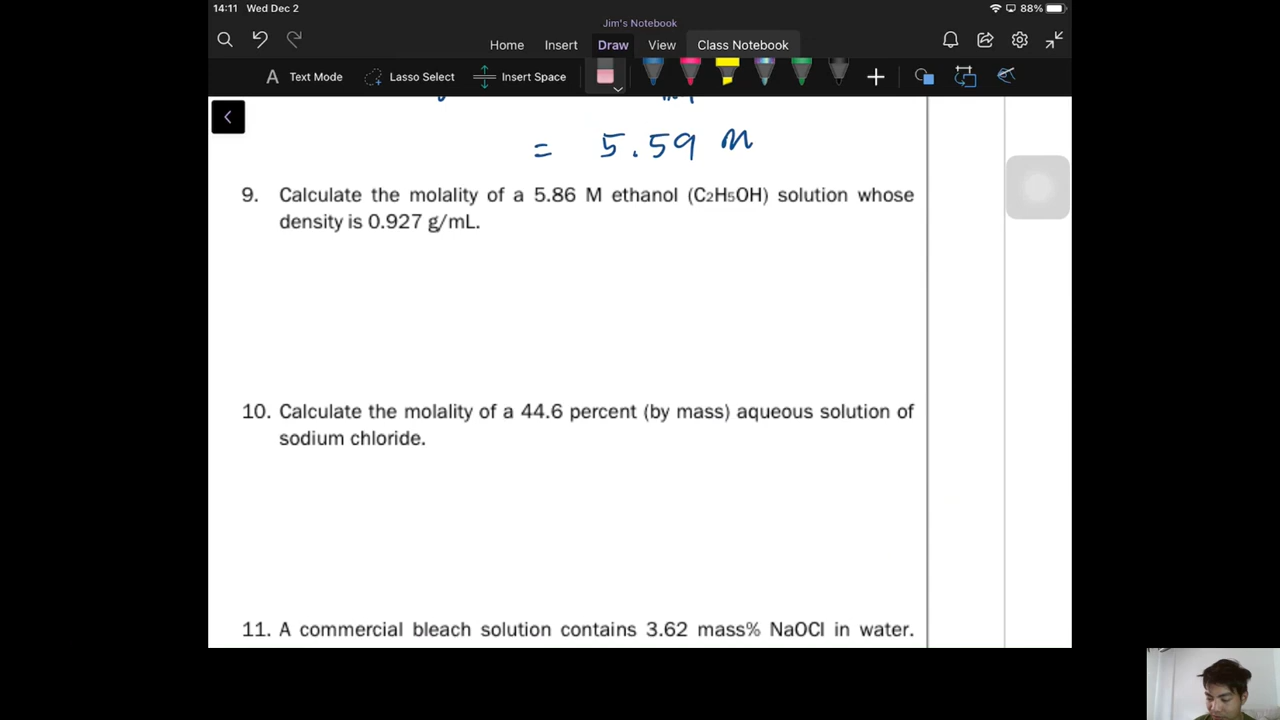 14:11 Wed Dec 2
88%
Jim's Notebook
Home Insert Draw View Class Notebook
Text Mode Lasso Select Insert Space
= 5.59 M
9. Calculate the molality of a 5.86 M ethanol (C2H5OH) solution whose
density is 0.927 g/mL.
10. Calculate the molality of a 44.6 percent (by mass) aqueous solution of
sodium chloride.
11. A commercial bleach solution contains 3.62 mass% NaOCl in water.